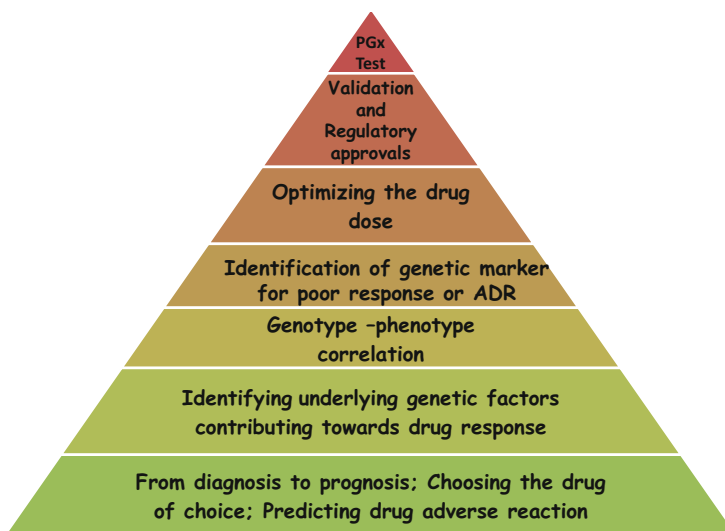 PGx
Test
Validation
and
Regulatory
approvals
Optimizing the drug
dose
Identification of genetic marker
for poor response or ADR
Genotype –phenotype
correlation
Identifying underlying genetic factors
contributing towards drug response
From diagnosis to prognosis; Choosing the drug
of choice; Predicting drug adverse reaction